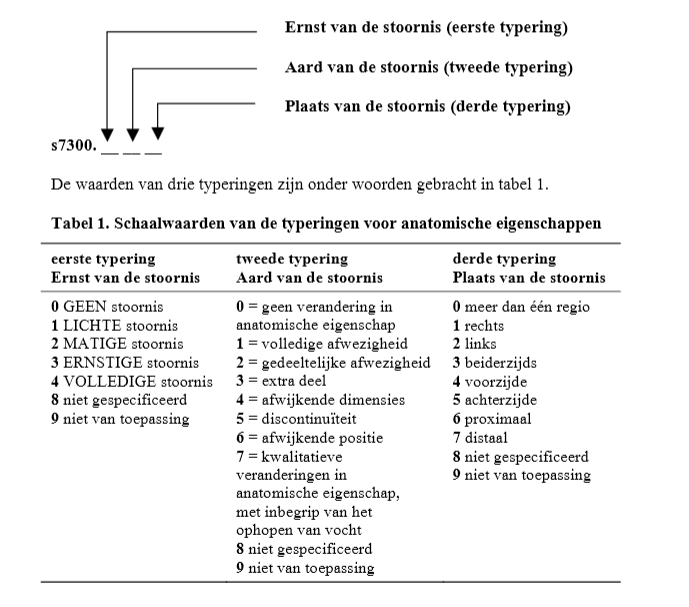 Ernst van de stoornis (eerste typering)
Aard van de stoornis (tweede typering)
Plaats van de stoornis (derde typering)
s7300. __ __ __
De waarden van drie typeringen zijn onder woorden gebracht in tabel 1.
Tabel 1. Schaalwaarden van de typeringen voor anatomische eigenschappen
eerste typering
Ernst van de stoornis
0 GEEN stoornis
1 LICHTE stoornis
2 MATIGE stoornis
3 ERNSTIGE stoornis
4 VOLLEDIGE stoornis
8 niet gespecificeerd
9 niet van toepassing
tweede typering
Aard van de stoornis
0 = geen verandering in
anatomische eigenschap
1 = volledige afwezigheid
2 = gedeeltelijke afwezigheid
3 = extra deel
4 = afwijkende dimensies
5 = discontinuïteit
6 = afwijkende positie
7 = kwalitatieve
veranderingen in
anatomische eigenschap,
met inbegrip van het
ophopen van vocht
8 niet gespecificeerd
9 niet van toepassing
derde typering
Plaats van de stoornis
0 meer dan één regio
1 rechts
2 links
3 beiderzijds
4 voorzijde
5 achterzijde
6 proximaal
7 distaal
8 niet gespecificeerd
9 niet van toepassing